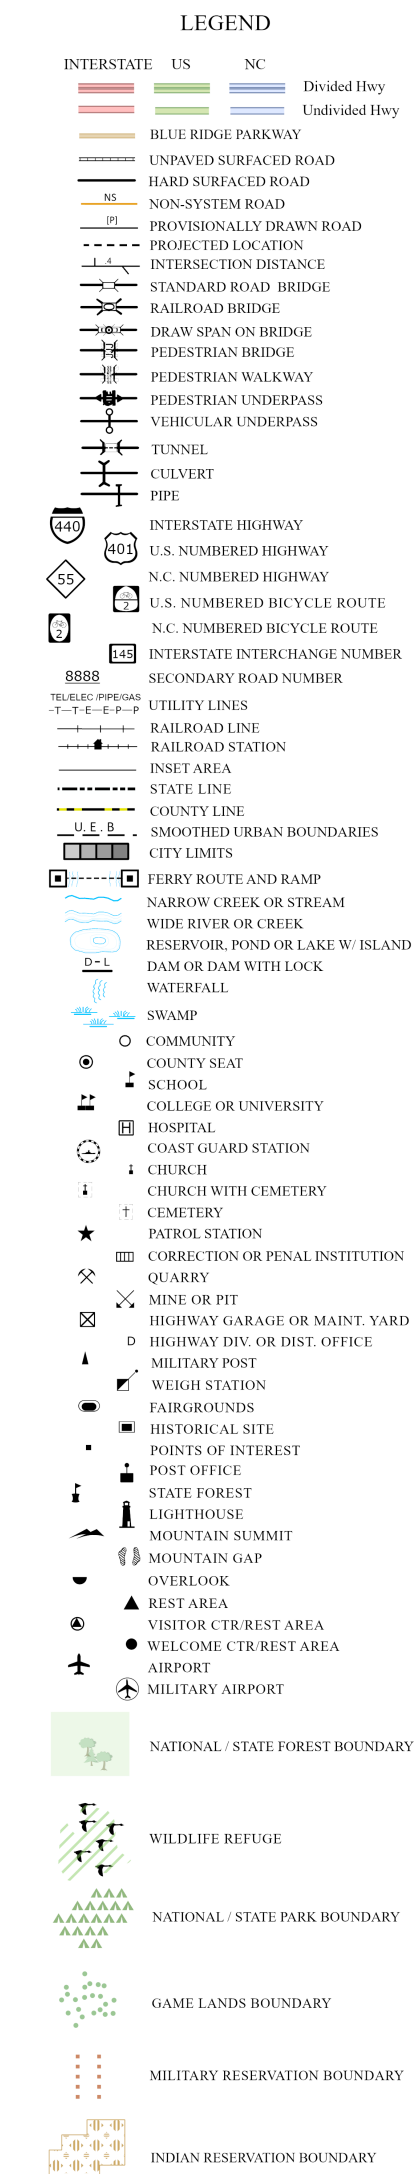 LEGEND
INTERSTATE US NC
Divided Hwy
Undivided Hwy
BLUE RIDGE PARKWAY
UNPAVED SURFACED ROAD
HARD SURFACED ROAD
NS NON-SYSTEM ROAD
[P] PROVISIONALLY DRAWN ROAD
PROJECTED LOCATION
.4 INTERSECTION DISTANCE
STANDARD ROAD BRIDGE
RAILROAD BRIDGE
DRAW SPAN ON BRIDGE
PEDESTRIAN BRIDGE
PEDESTRIAN WALKWAY
PEDESTRIAN UNDERPASS
VEHICULAR UNDERPASS
TUNNEL
CULVERT
PIPE
440 INTERSTATE HIGHWAY
401 U.S. NUMBERED HIGHWAY
55 N.C. NUMBERED HIGHWAY
2 U.S. NUMBERED BICYCLE ROUTE
2 N.C. NUMBERED BICYCLE ROUTE
145 INTERSTATE INTERCHANGE NUMBER
8888 SECONDARY ROAD NUMBER
TEL/ELEC /PIPE/GAS
–T—T–E—E–P—P UTILITY LINES
RAILROAD LINE
RAILROAD STATION
INSET AREA
STATE LINE
COUNTY LINE
U. E. B SMOOTHED URBAN BOUNDARIES
CITY LIMITS
FERRY ROUTE AND RAMP
NARROW CREEK OR STREAM
WIDE RIVER OR CREEK
RESERVOIR, POND OR LAKE W/ ISLAND
D-L DAM OR DAM WITH LOCK
WATERFALL
SWAMP
COMMUNITY
COUNTY SEAT
SCHOOL
COLLEGE OR UNIVERSITY
H HOSPITAL
COAST GUARD STATION
CHURCH
CHURCH WITH CEMETERY
CEMETERY
PATROL STATION
CORRECTION OR PENAL INSTITUTION
QUARRY
MINE OR PIT
HIGHWAY GARAGE OR MAINT. YARD
D HIGHWAY DIV. OR DIST. OFFICE
MILITARY POST
WEIGH STATION
FAIRGROUNDS
HISTORICAL SITE
POINTS OF INTEREST
POST OFFICE
STATE FOREST
LIGHTHOUSE
MOUNTAIN SUMMIT
MOUNTAIN GAP
OVERLOOK
REST AREA
VISITOR CTR/REST AREA
WELCOME CTR/REST AREA
AIRPORT
MILITARY AIRPORT
NATIONAL / STATE FOREST BOUNDARY
WILDLIFE REFUGE
NATIONAL / STATE PARK BOUNDARY
GAME LANDS BOUNDARY
MILITARY RESERVATION BOUNDARY
INDIAN RESERVATION BOUNDARY